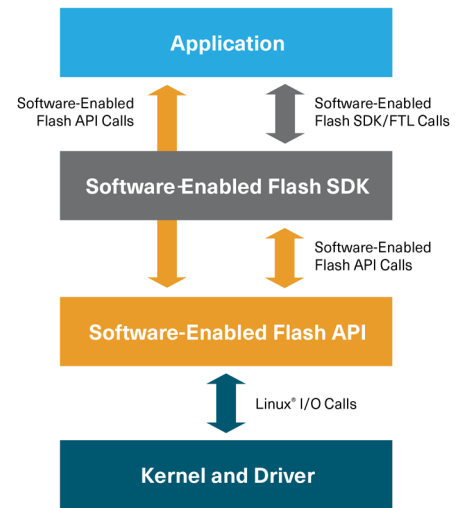 Application
Software-Enabled
Flash API Calls
Software-Enabled
Flash SDK/FTL Calls
Software-Enabled Flash SDK
Software-Enabled
Flash API Calls
Software-Enabled Flash API
Linux® I/O Calls
Kernel and Driver